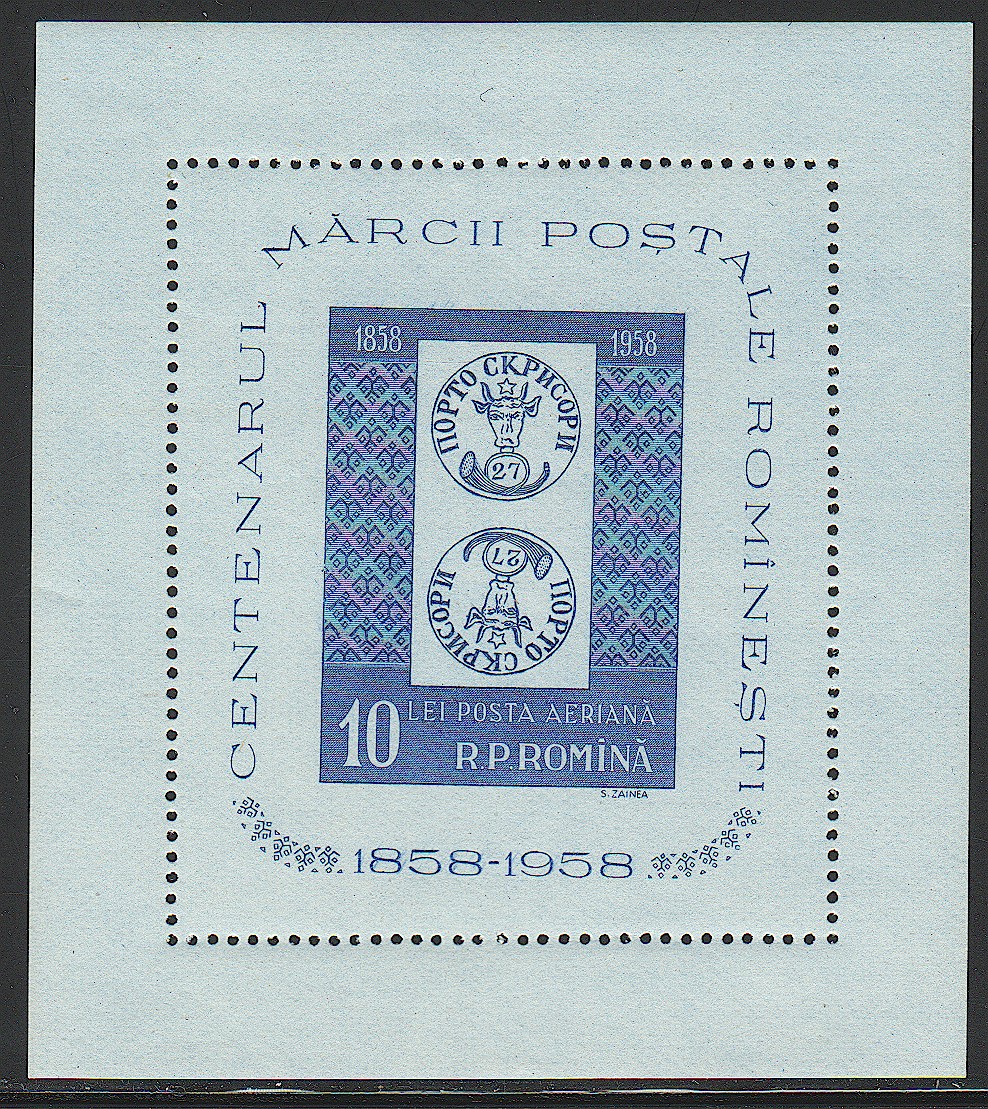 CENTENARUL MĂRCII POȘTALE ROMÎNEȘTI
1858 1958
ПОРТО СКРИСОРИ
27
27
ПОРТО СКРИСОРИ
10 LEI POSTA AERIANĂ
R.P.ROMÎNĂ
S. ZAINEA
1858-1958